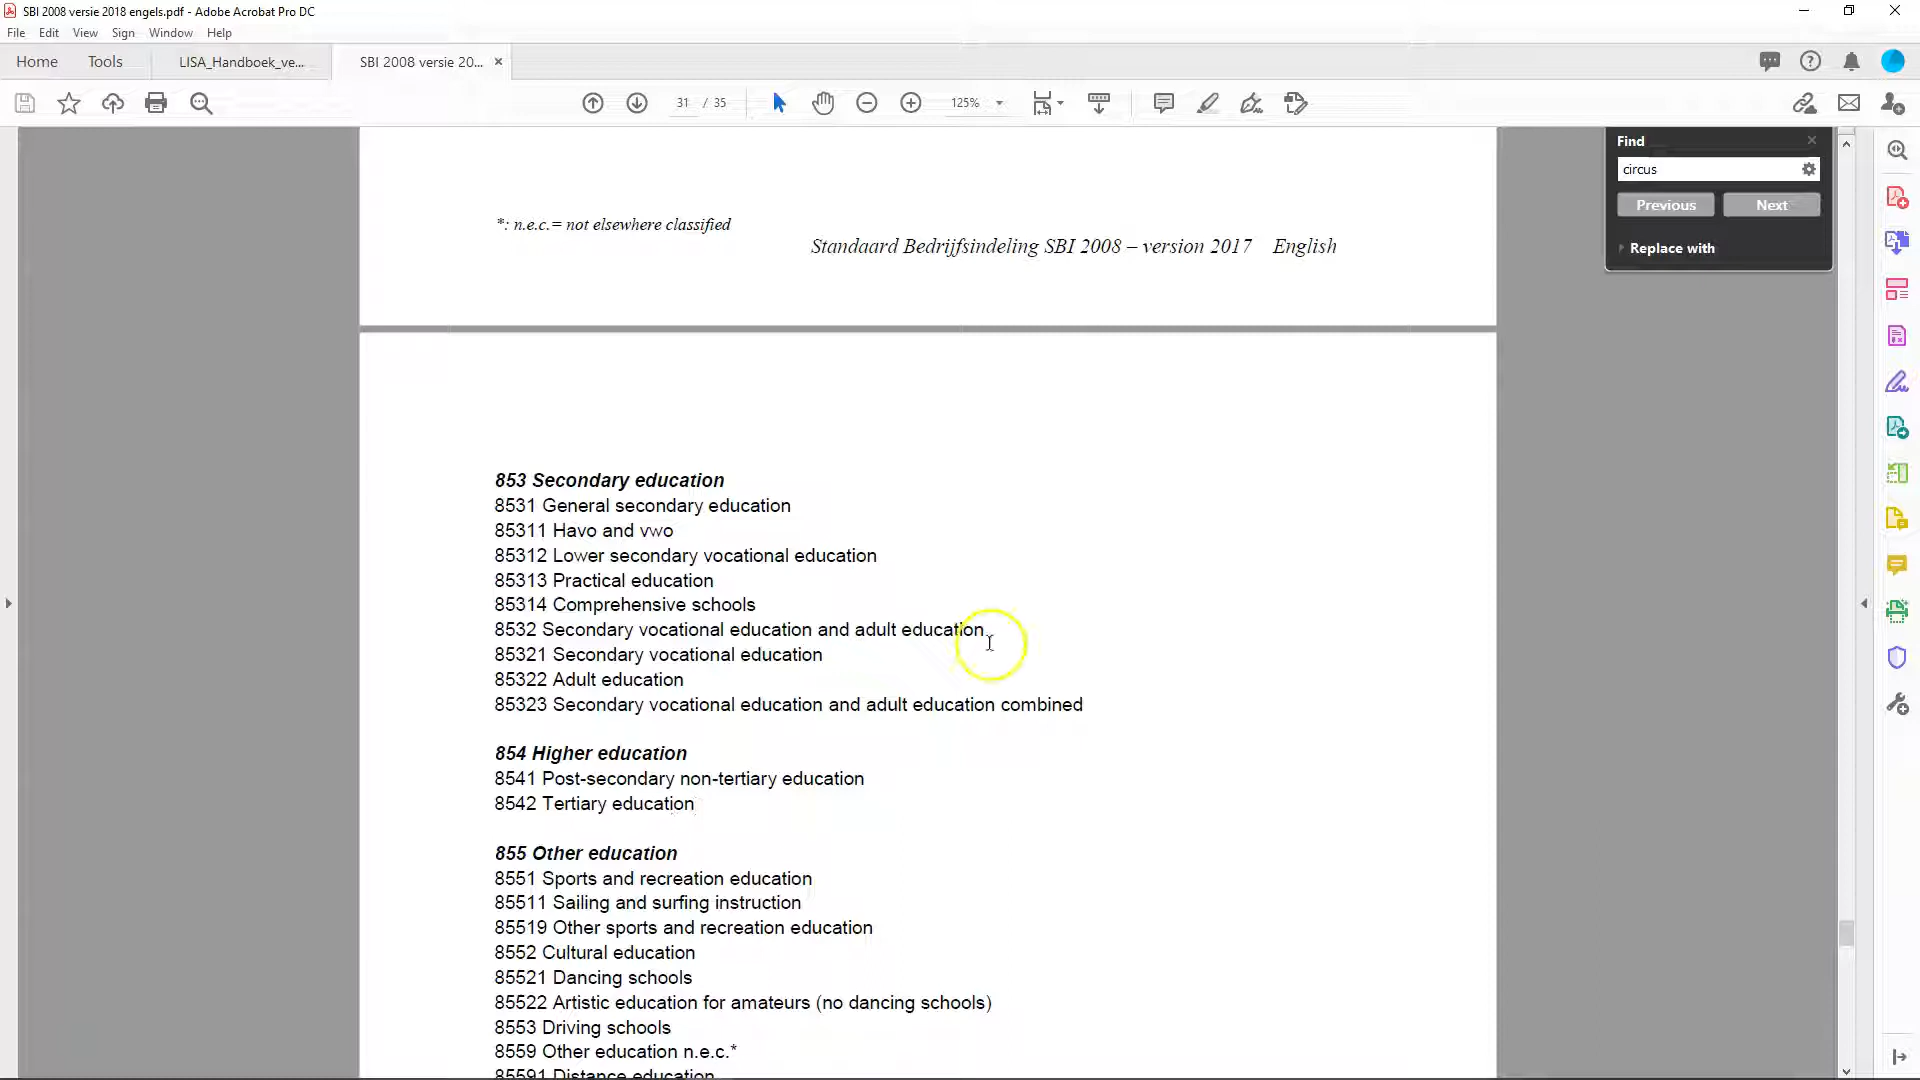 SBI 2008 versie 2018 engels.pdf - Adobe Acrobat Pro DC
File Edit View Sign Window Help
Home Tools LISA_Handboek_ve... SBI 2008 versie 20... ×
31 / 35 125%
Find
circus
Previous Next
Replace with
*: n.e.c.= not elsewhere classified
Standaard Bedrijfsindeling SBI 2008 – version 2017 English
853 Secondary education
8531 General secondary education
85311 Havo and vwo
85312 Lower secondary vocational education
85313 Practical education
85314 Comprehensive schools
8532 Secondary vocational education and adult education
85321 Secondary vocational education
85322 Adult education
85323 Secondary vocational education and adult education combined
854 Higher education
8541 Post-secondary non-tertiary education
8542 Tertiary education
855 Other education
8551 Sports and recreation education
85511 Sailing and surfing instruction
85519 Other sports and recreation education
8552 Cultural education
85521 Dancing schools
85522 Artistic education for amateurs (no dancing schools)
8553 Driving schools
8559 Other education n.e.c.*
85591 Distance education